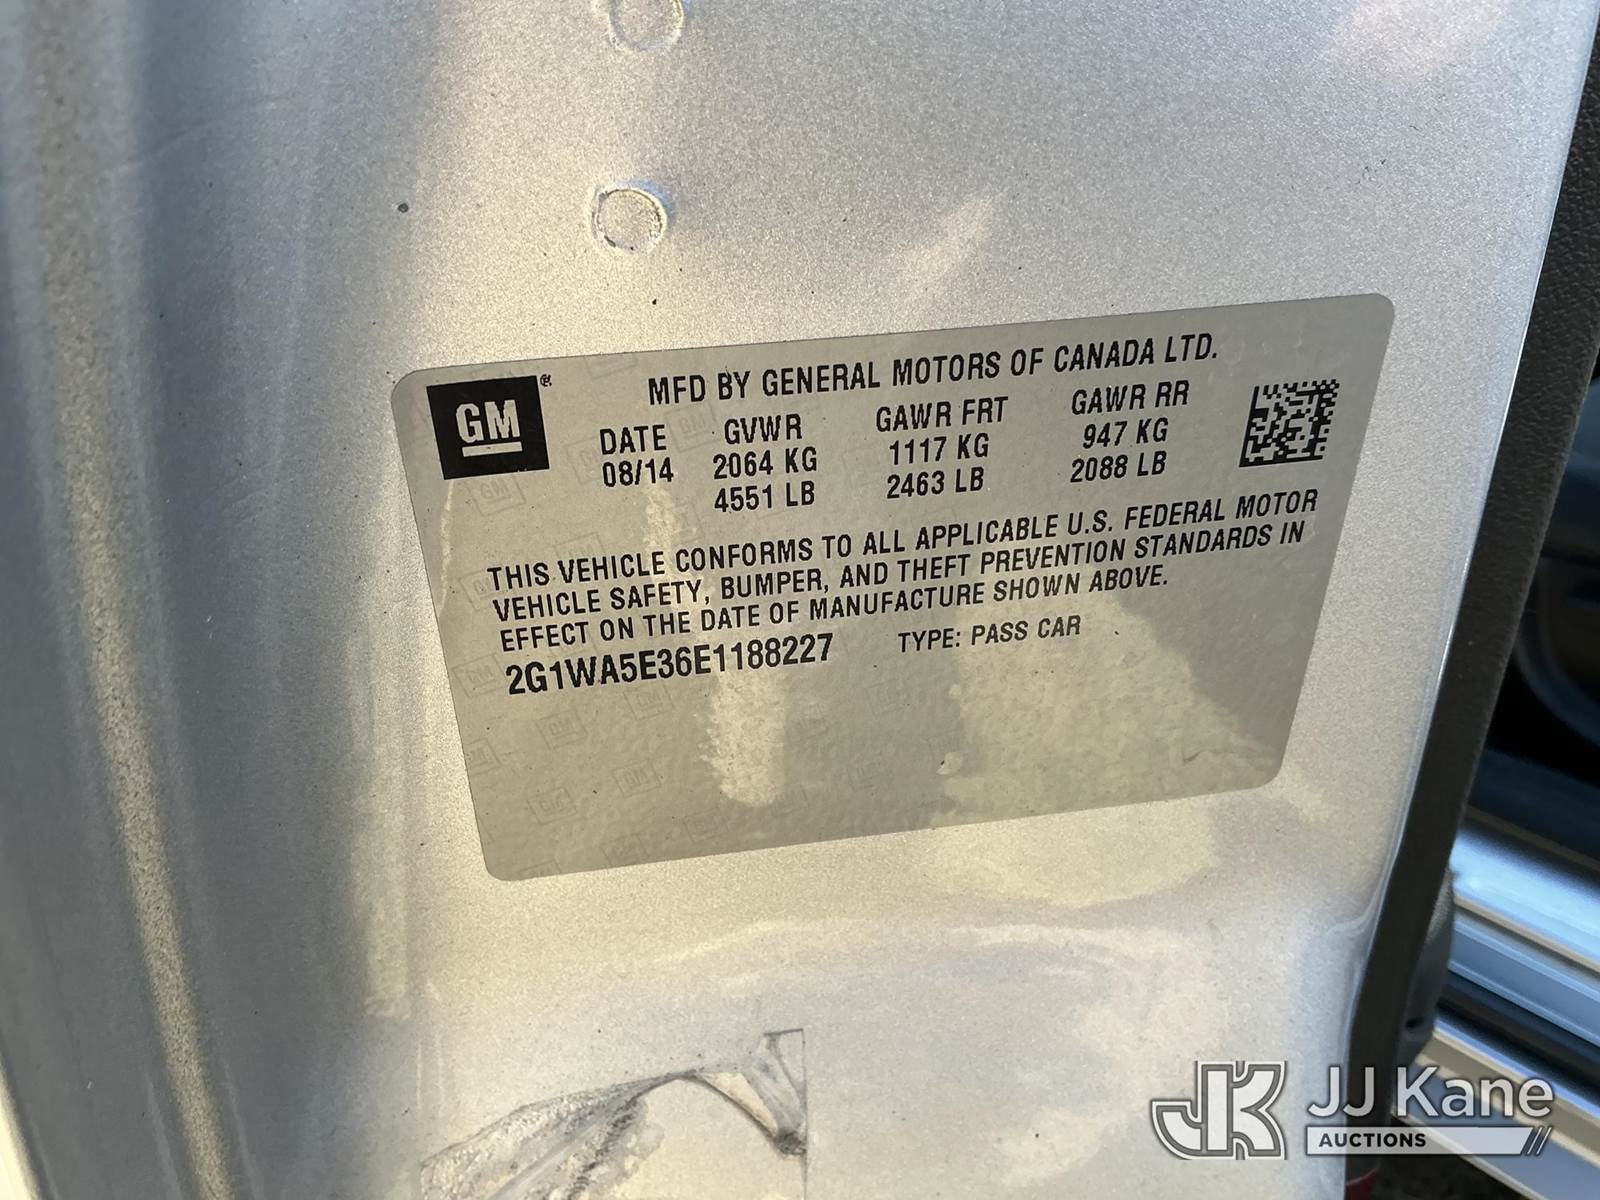 GM®
MFD BY GENERAL MOTORS OF CANADA LTD.
DATE GVWR GAWR FRT GAWR RR
08/14 2064 KG 1117 KG 947 KG
4551 LB 2463 LB 2088 LB
THIS VEHICLE CONFORMS TO ALL APPLICABLE U.S. FEDERAL MOTOR
VEHICLE SAFETY, BUMPER, AND THEFT PREVENTION STANDARDS IN
EFFECT ON THE DATE OF MANUFACTURE SHOWN ABOVE.
2G1WA5E36E1188227 TYPE: PASS CAR
JK JJ Kane
AUCTIONS